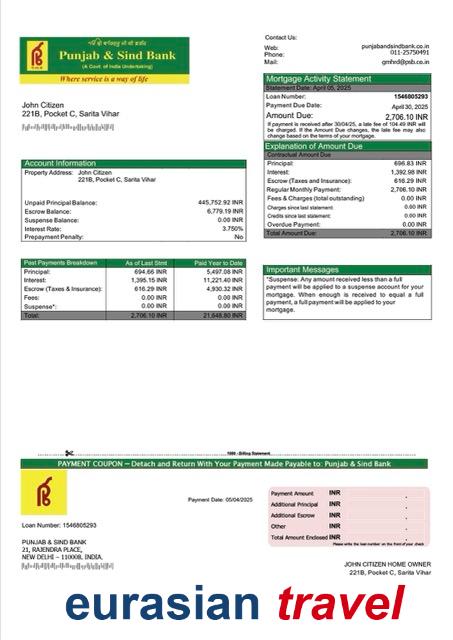 Contact Us:
Web: punjabandsindbank.co.in
Phone: 011-25750491
Mail: gmhrd@psb.co.in
Punjab & Sind Bank
(A Govt. of India Undertaking)
Where service is a way of life
John Citizen
221B, Pocket C, Sarita Vihar
Mortgage Activity Statement
Statement Date: April 05, 2025
Loan Number: 1546805293
Payment Due Date: April 30, 2025
Amount Due: 2,706.10 INR
If payment is received after 30/04/25, a late fee of 104.49 INR will
be charged. If the Amount Due changes, the late fee may also
change based on terms of your mortgage.
Explanation of Amount Due
Contractual Amount Due
Principal: 696.83 INR
Interest: 1,392.98 INR
Escrow (Taxes and Insurance): 616.29 INR
Regular Monthly Payment: 2,706.10 INR
Fees & Charges (total outstanding) 0.00 INR
Charges since last statement: 0.00 INR
Credits since last statement: 0.00 INR
Overdue Payment: 0.00 INR
Total Amount Due: 2,706.10 INR
Account Information
Property Address: John Citizen
221B, Pocket C, Sarita Vihar
Unpaid Principal Balance: 445,752.92 INR
Escrow Balance: 6,779.19 INR
Suspense Balance: 0.00 INR
Interest Rate: 3.750%
Prepayment Penalty: No
Past Payments Breakdown As of Last Stmt Paid Year to Date
Principal: 694.66 INR 5,497.08 INR
Interest: 1,395.15 INR 11,221.40 INR
Escrow (Taxes & Insurance): 616.29 INR 4,930.32 INR
Fees: 0.00 INR 0.00 INR
Suspense*: 0.00 INR 0.00 INR
Total: 2,706.10 INR 21,648.80 INR
Important Messages
*Suspense: Any amount received less than a full
payment will be applied to a suspense account for your
mortgage. When enough is received to equal a full
payment, a full payment will be applied to your
mortgage.
1098 - Billing Statement
PAYMENT COUPON – Detach and Return With Your Payment Made Payable to: Punjab & Sind Bank
Payment Date: 05/04/2025
Payment Amount INR .
Additional Principal INR .
Additional Escrow INR .
Other INR .
Total Amount Enclosed INR .
Please write the loan number on the front of your check
Loan Number: 1546805293
PUNJAB & SIND BANK
21, RAJENDRA PLACE,
NEW DELHI – 110008, INDIA,
JOHN CITIZEN HOME OWNER
221B, Pocket C, Sarita Vihar
eurasian travel